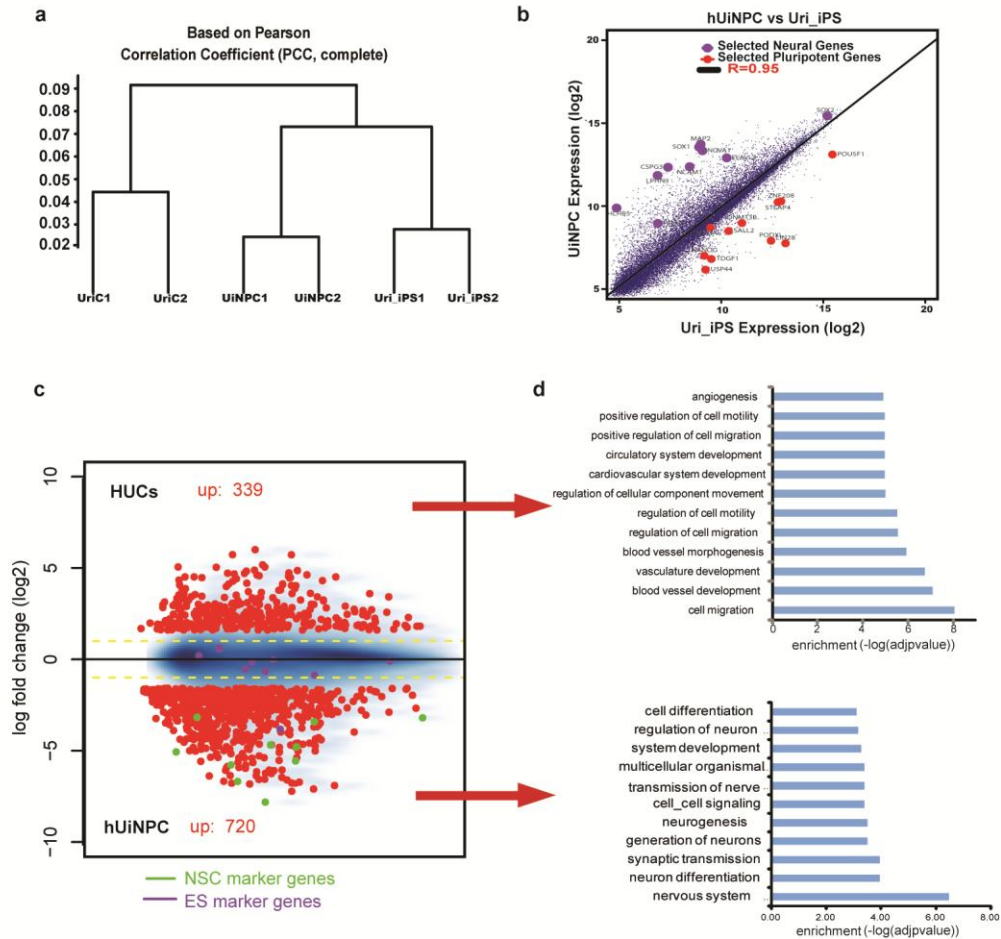 a
Based on Pearson
Correlation Coefficient (PCC, complete)
0.09
0.08
0.07
0.06
0.05
0.04
0.03
0.02
UriC1
UriC2
UiNPC1
UiNPC2
Uri_iPS1
Uri_iPS2
b
hUiNPC vs Uri_iPS
Selected Neural Genes
Selected Pluripotent Genes
R=0.95
UiNPC Expression (log2)
20
15
10
5
SOX2
MAP2
SOX1
NOVA1
CSPG3
NCAM1
POU5F1
ZNF206
STEAP4
DNMT3B
SALL2
PODXL
LIN28
TDGF1
USP44
5
10
15
20
Uri_iPS Expression (log2)
c
log fold change (log2)
10
5
0
−5
−10
HUCs up: 339
hUiNPC up: 720
NSC marker genes
ES marker genes
d
angiogenesis
positive regulation of cell motility
positive regulation of cell migration
circulatory system development
cardiovascular system development
regulation of cellular component movement
regulation of cell motility
regulation of cell migration
blood vessel morphogenesis
vasculature development
blood vessel development
cell migration
0 2 4 6 8
enrichment (-log(adjpvalue))
cell differentiation
regulation of neuron ..
system development
multicellular organismal ..
transmission of nerve ..
cell_cell signaling
neurogenesis
generation of neurons
synaptic transmission
neuron differentiation
nervous system ..
0.00 2.00 4.00 6.00 8.00
enrichment (-log(adjpvalue))